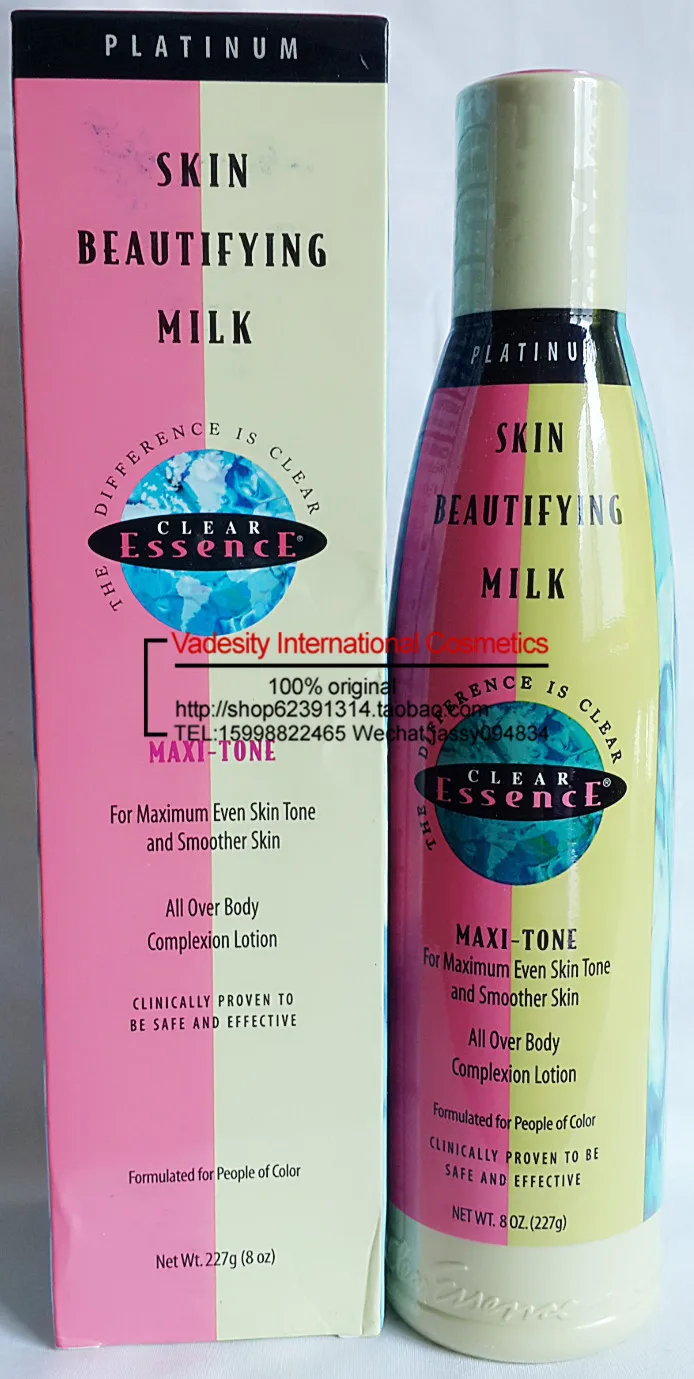 PLATINUM
SKIN
BEAUTIFYING
MILK
THE DIFFERENCE IS CLEAR
CLEAR
EssencE®
MAXI-TONE
For Maximum Even Skin Tone
and Smoother Skin
All Over Body
Complexion Lotion
CLINICALLY PROVEN TO
BE SAFE AND EFFECTIVE
Formulated for People of Color
Net Wt. 227g (8 oz)
Vadesity International Cosmetics
100% original
http://shop62391314.taobao.com
TEL:15998822465 Wechat:jassy094834
PLATINU
SKIN
BEAUTIFYING
MILK
THE DIFFERENCE IS CLEAR
CLEAR
EssencE®
MAXI-TONE
For Maximum Even Skin Tone
and Smoother Skin
All Over Body
Complexion Lotion
Formulated for People of Color
CLINICALLY PROVEN TO BE
SAFE AND EFFECTIVE
NET WT. 8 OZ. (227g)
Essence